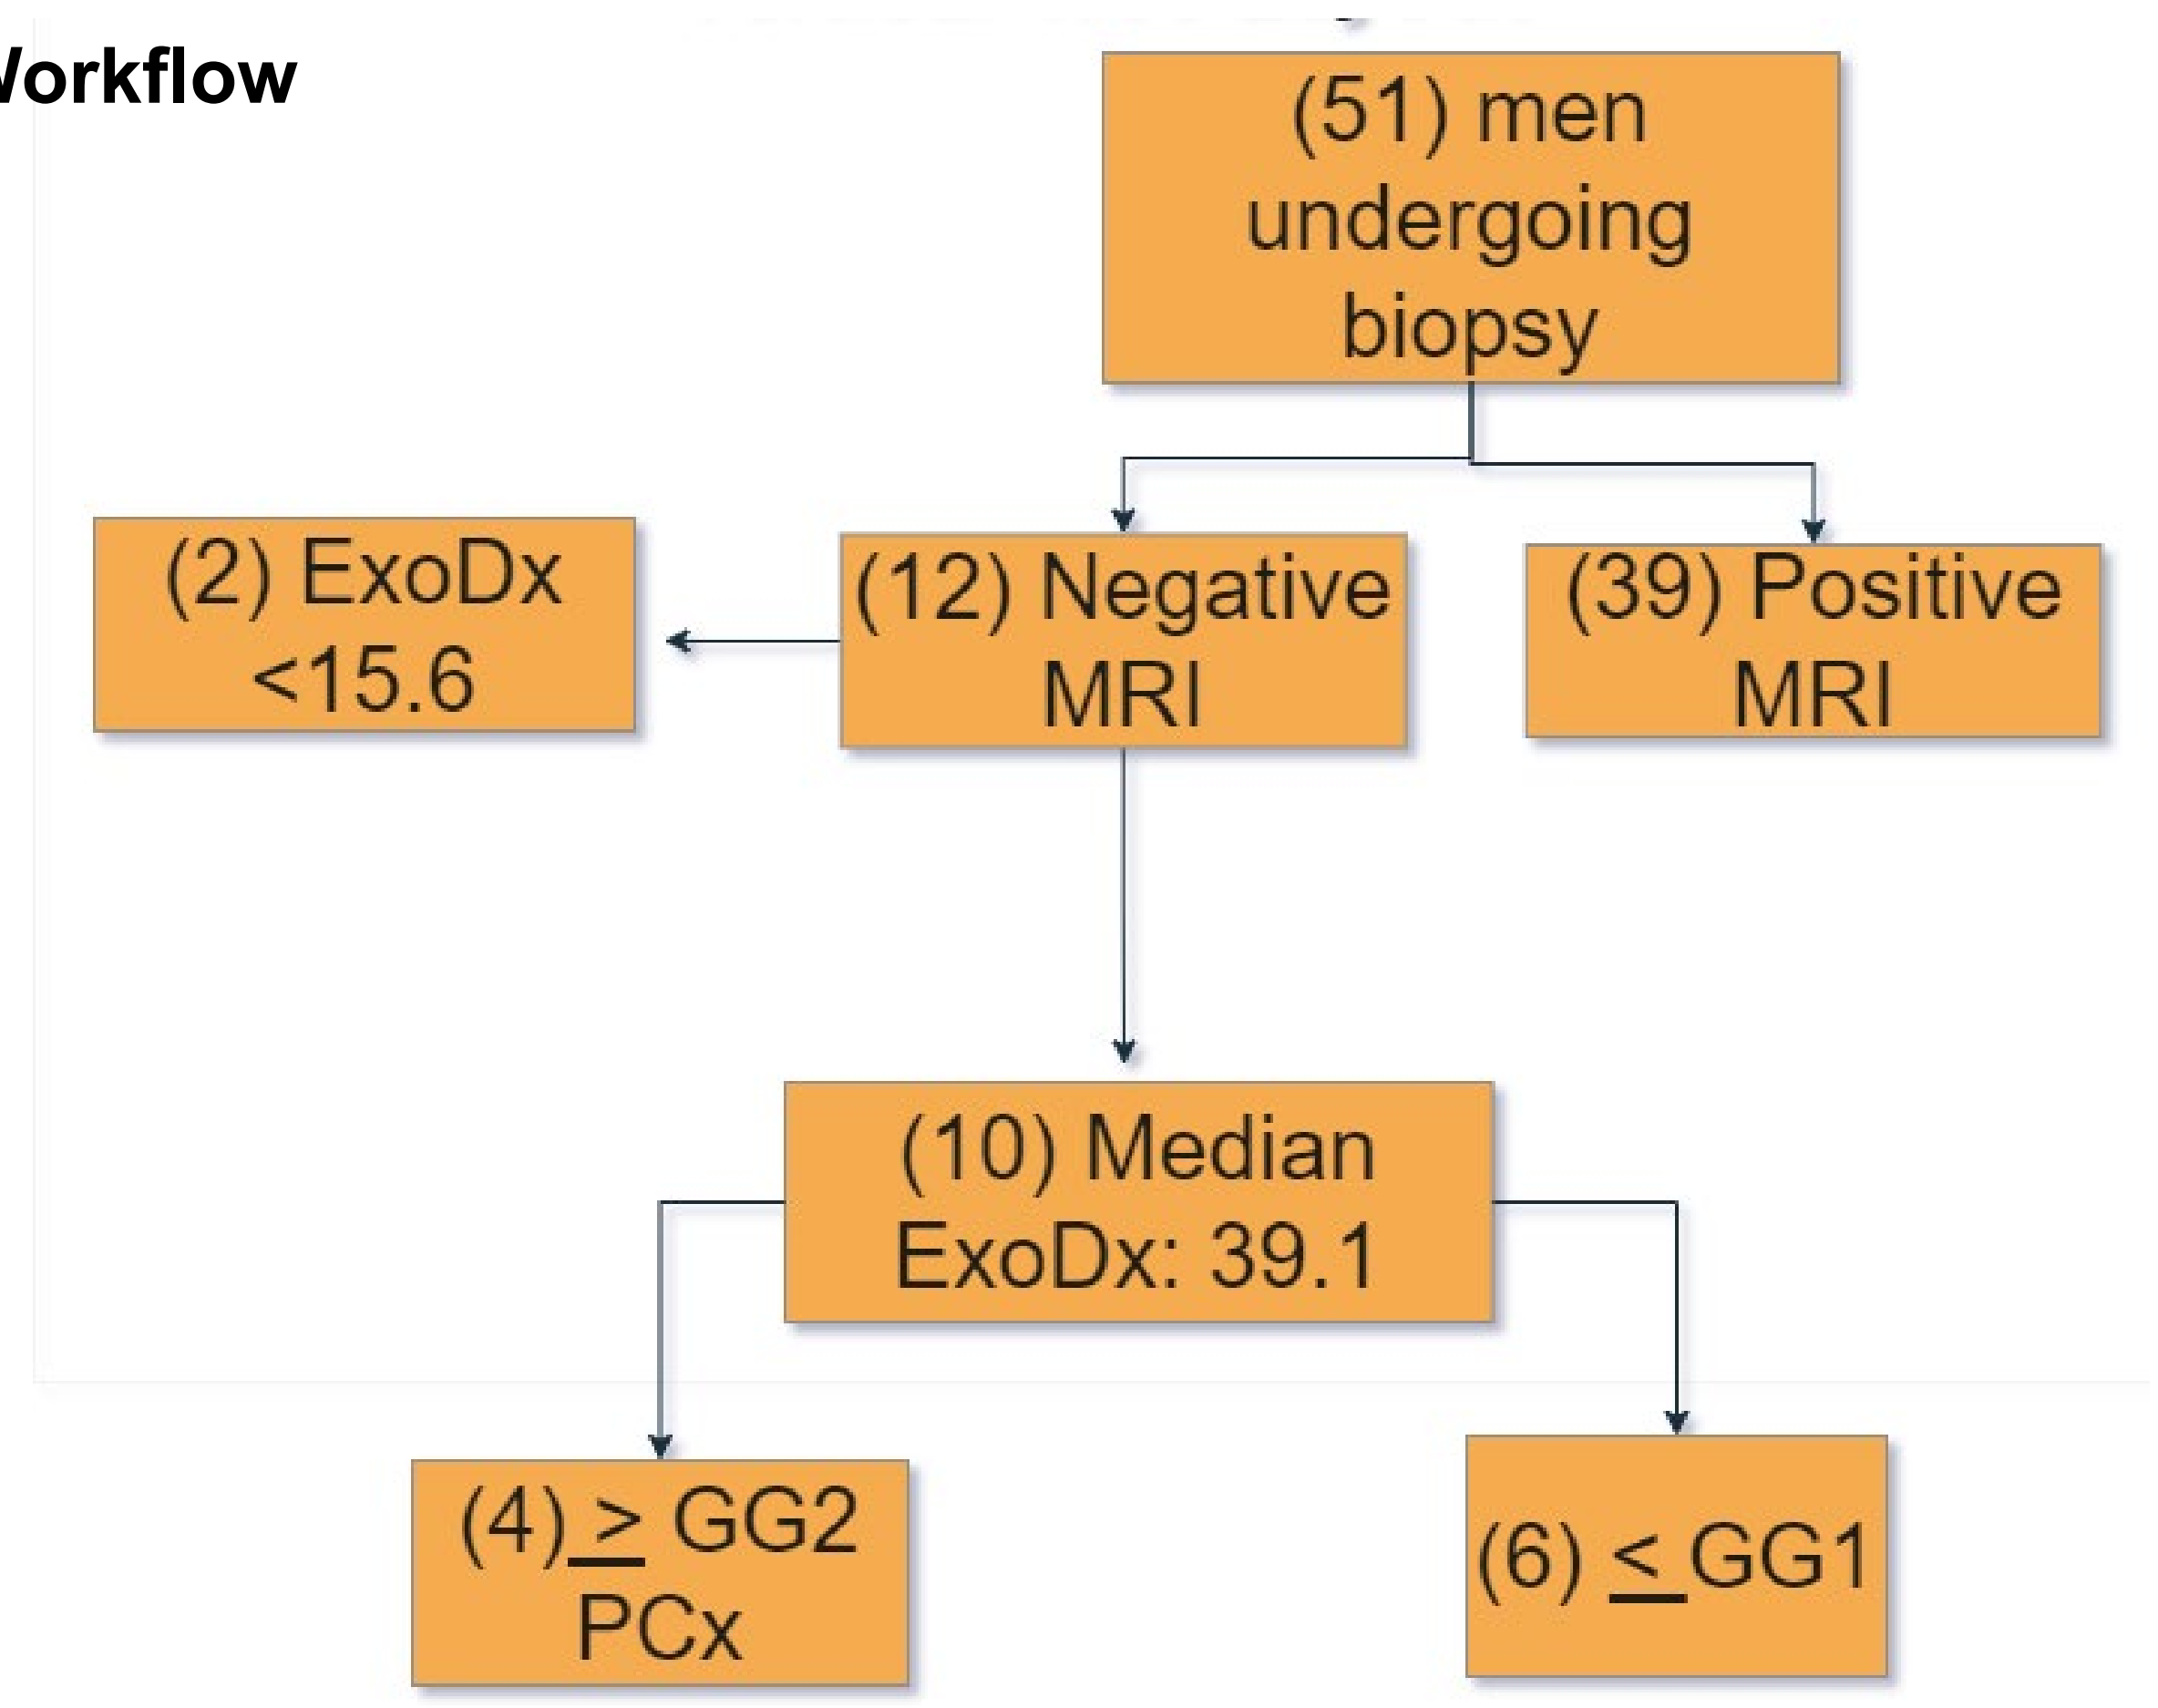 orkflow
(51) men
undergoing
biopsy
(2) ExoDx
<15.6
(12) Negative
MRI
(39) Positive
MRI
(10) Median
ExoDx: 39.1
(4) ≥ GG2
PCx
(6) ≤ GG1